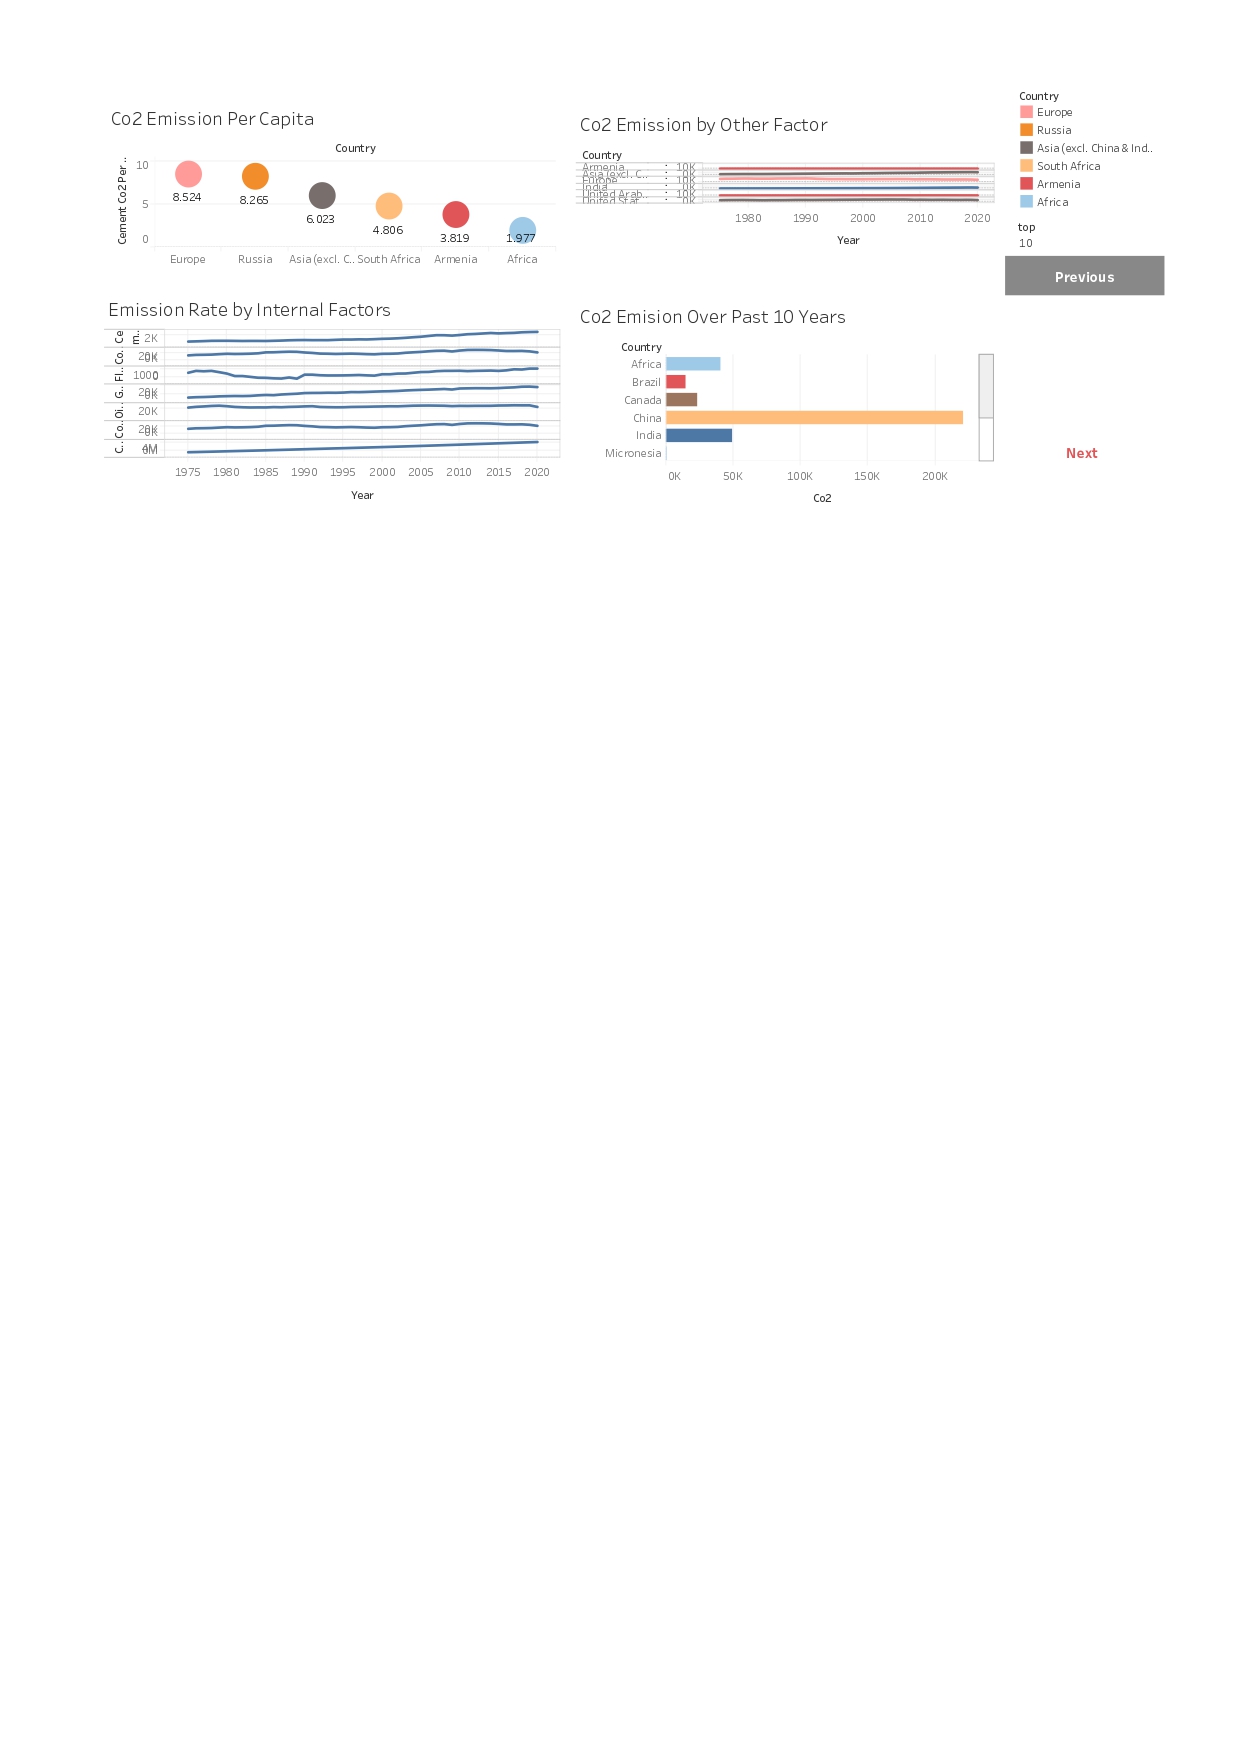 Co2 Emission Per Capita
Country
Cement Co2 Per..
10
5
0
8.524
8.265
6.023
4.806
3.819
1.977
Europe
Russia
Asia (excl. C..
South Africa
Armenia
Africa
Co2 Emission by Other Factor
Country
Armenia : 10K
Asia (excl. C.. : 0K
Europe 10K
India : 0K
United Arab.. : 10K
United Stat.. : 0K
1980 1990 2000 2010 2020
Year
Country
Europe
Russia
Asia (excl. China & Ind..
South Africa
Armenia
Africa
top
10
Previous
Emission Rate by Internal Factors
Ce
m..
2K
Co..
20K
0K
Fl..
1000
0
G..
20K
0K
Oi..
20K
Co..
20K
0K
C..
4M
0M
1975 1980 1985 1990 1995 2000 2005 2010 2015 2020
Year
Co2 Emision Over Past 10 Years
Country
Africa
Brazil
Canada
China
India
Micronesia
0K 50K 100K 150K 200K
Co2
Next